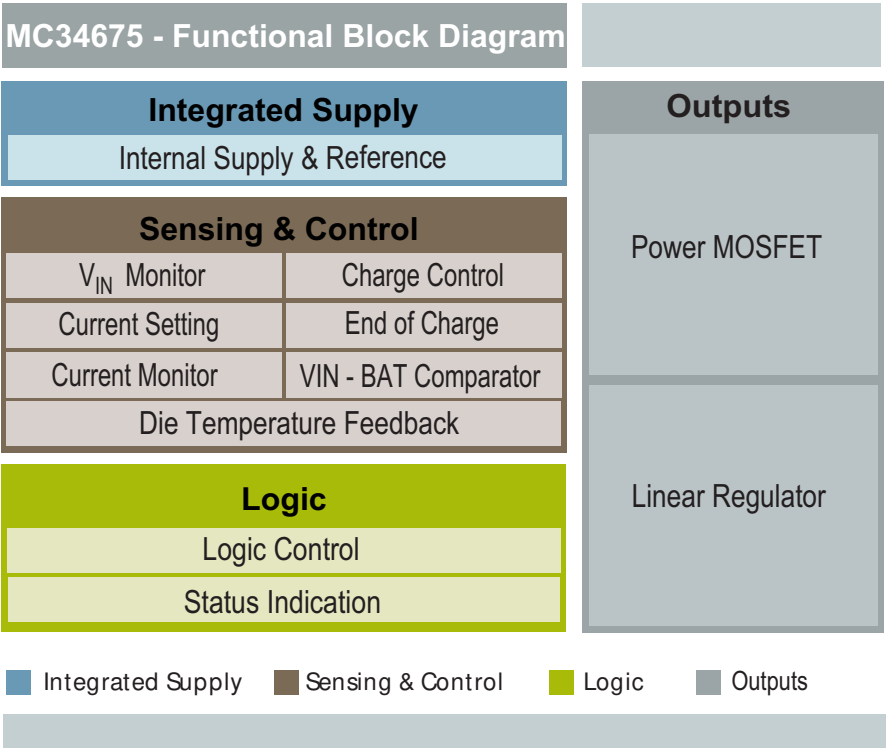 MC34675 - Functional Block Diagram
Integrated Supply
Internal Supply & Reference
Sensing & Control
VIN Monitor
Charge Control
Current Setting
End of Charge
Current Monitor
VIN - BAT Comparator
Die Temperature Feedback
Logic
Logic Control
Status Indication
Outputs
Power MOSFET
Linear Regulator
Integrated Supply
Sensing & Control
Logic
Outputs